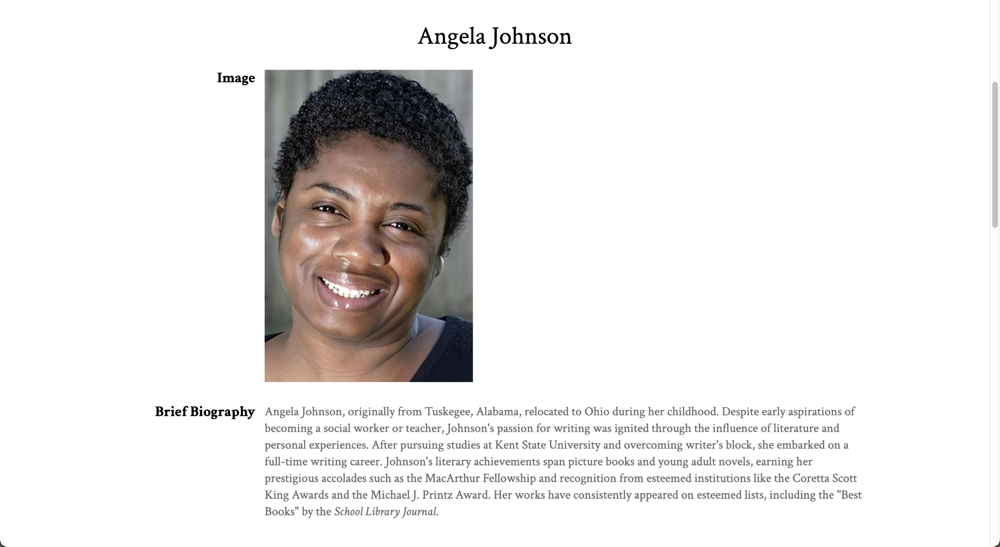 Angela Johnson
Image
Brief Biography
Angela Johnson, originally from Tuskegee, Alabama, relocated to Ohio during her childhood. Despite early aspirations of
becoming a social worker or teacher, Johnson's passion for writing was ignited through the influence of literature and
personal experiences. After pursuing studies at Kent State University and overcoming writer's block, she embarked on a
full-time writing career. Johnson's literary achievements span picture books and young adult novels, earning her
prestigious accolades such as the MacArthur Fellowship and recognition from esteemed institutions like the Coretta Scott
King Awards and the Michael J. Printz Award. Her works have consistently appeared on esteemed lists, including the "Best
Books" by the School Library Journal.